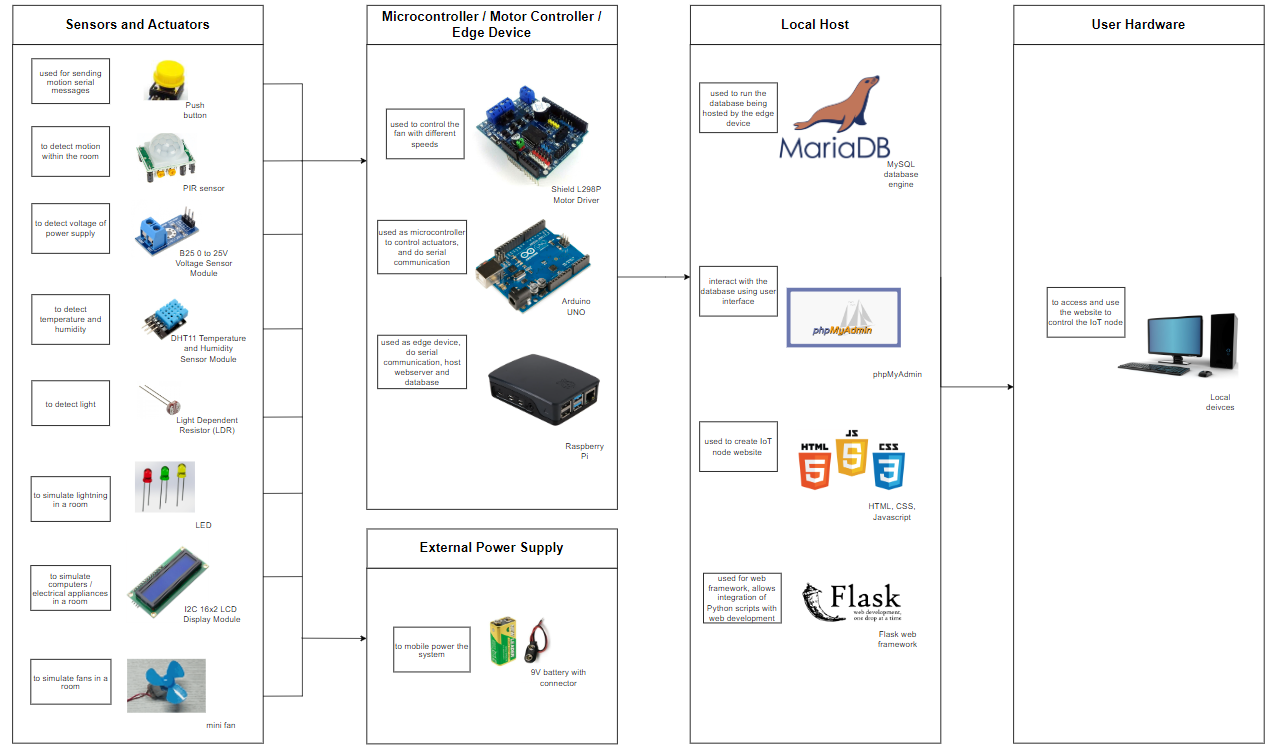 Sensors and Actuators
used for sending
motion serial
messages
Push
button
to detect motion
within the room
PIR sensor
to detect voltage of
power supply
B25 0 to 25V
Voltage Sensor
Module
to detect
temperature and
humidity
DHT11 Temperature
and Humidity
Sensor Module
to detect light
Light Dependent
Resistor (LDR)
to simulate lightning
in a room
LED
to simulate
computers /
electrical appliances
in a room
I2C 16x2 LCD
Display Module
to simulate fans in a
room
mini fan
Microcontroller / Motor Controller /
Edge Device
used to control the
fan with different
speeds
Shield L298P
Motor Driver
used as microcontroller
to control actuators,
and do serial
communication
Arduino
UNO
used as edge device,
do serial
communication, host
webserver and
database
Raspberry
Pi
External Power Supply
to mobile power the
system
9V battery with
connector
Local Host
used to run the
database being
hosted by the edge
device
MariaDB
MySQL
database
engine
interact with the
database using user
interface
phpMyAdmin
phpMyAdmin
used to create IoT
node website
HTML
5
JS
5
CSS
3
HTML, CSS,
Javascript
used for web
framework, allows
integration of
Python scripts with
web development
Flask
web development,
one drop at a time
Flask web
framework
User Hardware
to access and use
the website to
control the IoT node
Local
deivces